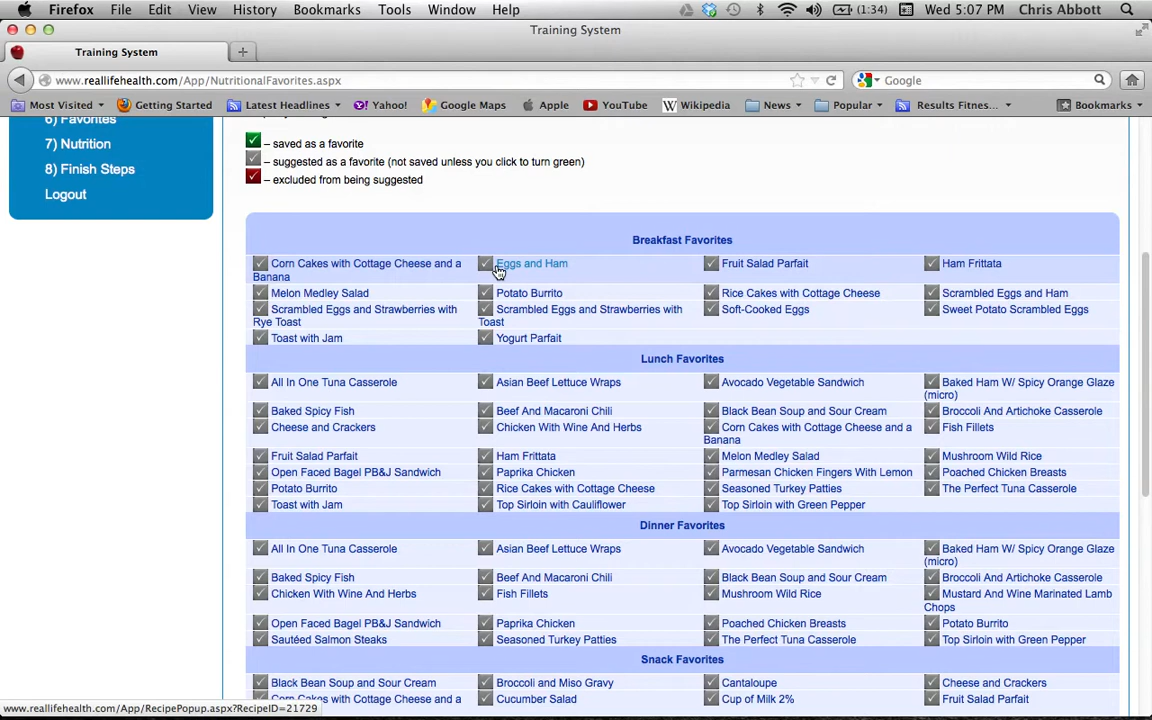 Firefox File Edit View History Bookmarks Tools Window Help (1:34) Wed 5:07 PM Chris Abbott
Training System
Training System +
www.reallifehealth.com/App/NutritionalFavorites.aspx Google
Most Visited Getting Started Latest Headlines Yahoo! Google Maps Apple YouTube Wikipedia News Popular Results Fitnes... Bookmarks
6) Favorites
7) Nutrition
8) Finish Steps
Logout
– saved as a favorite
– suggested as a favorite (not saved unless you click to turn green)
– excluded from being suggested
Breakfast Favorites
Corn Cakes with Cottage Cheese and a Eggs and Ham Fruit Salad Parfait Ham Frittata
Banana
Melon Medley Salad Potato Burrito Rice Cakes with Cottage Cheese Scrambled Eggs and Ham
Scrambled Eggs and Strawberries with Scrambled Eggs and Strawberries with Soft-Cooked Eggs Sweet Potato Scrambled Eggs
Rye Toast Toast
Toast with Jam Yogurt Parfait
Lunch Favorites
All In One Tuna Casserole Asian Beef Lettuce Wraps Avocado Vegetable Sandwich Baked Ham W/ Spicy Orange Glaze
(micro)
Baked Spicy Fish Beef And Macaroni Chili Black Bean Soup and Sour Cream Broccoli And Artichoke Casserole
Cheese and Crackers Chicken With Wine And Herbs Corn Cakes with Cottage Cheese and a Fish Fillets
Banana
Fruit Salad Parfait Ham Frittata Melon Medley Salad Mushroom Wild Rice
Open Faced Bagel PB&J Sandwich Paprika Chicken Parmesan Chicken Fingers With Lemon Poached Chicken Breasts
Potato Burrito Rice Cakes with Cottage Cheese Seasoned Turkey Patties The Perfect Tuna Casserole
Toast with Jam Top Sirloin with Cauliflower Top Sirloin with Green Pepper
Dinner Favorites
All In One Tuna Casserole Asian Beef Lettuce Wraps Avocado Vegetable Sandwich Baked Ham W/ Spicy Orange Glaze
(micro)
Baked Spicy Fish Beef And Macaroni Chili Black Bean Soup and Sour Cream Broccoli And Artichoke Casserole
Chicken With Wine And Herbs Fish Fillets Mushroom Wild Rice Mustard And Wine Marinated Lamb
Chops
Open Faced Bagel PB&J Sandwich Paprika Chicken Poached Chicken Breasts Potato Burrito
Sautéed Salmon Steaks Seasoned Turkey Patties The Perfect Tuna Casserole Top Sirloin with Green Pepper
Snack Favorites
Black Bean Soup and Sour Cream Broccoli and Miso Gravy Cantaloupe Cheese and Crackers
Corn Cakes with Cottage Cheese and a Cucumber Salad Cup of Milk 2% Fruit Salad Parfait
www.reallifehealth.com/App/RecipePopup.aspx?RecipeID=21729